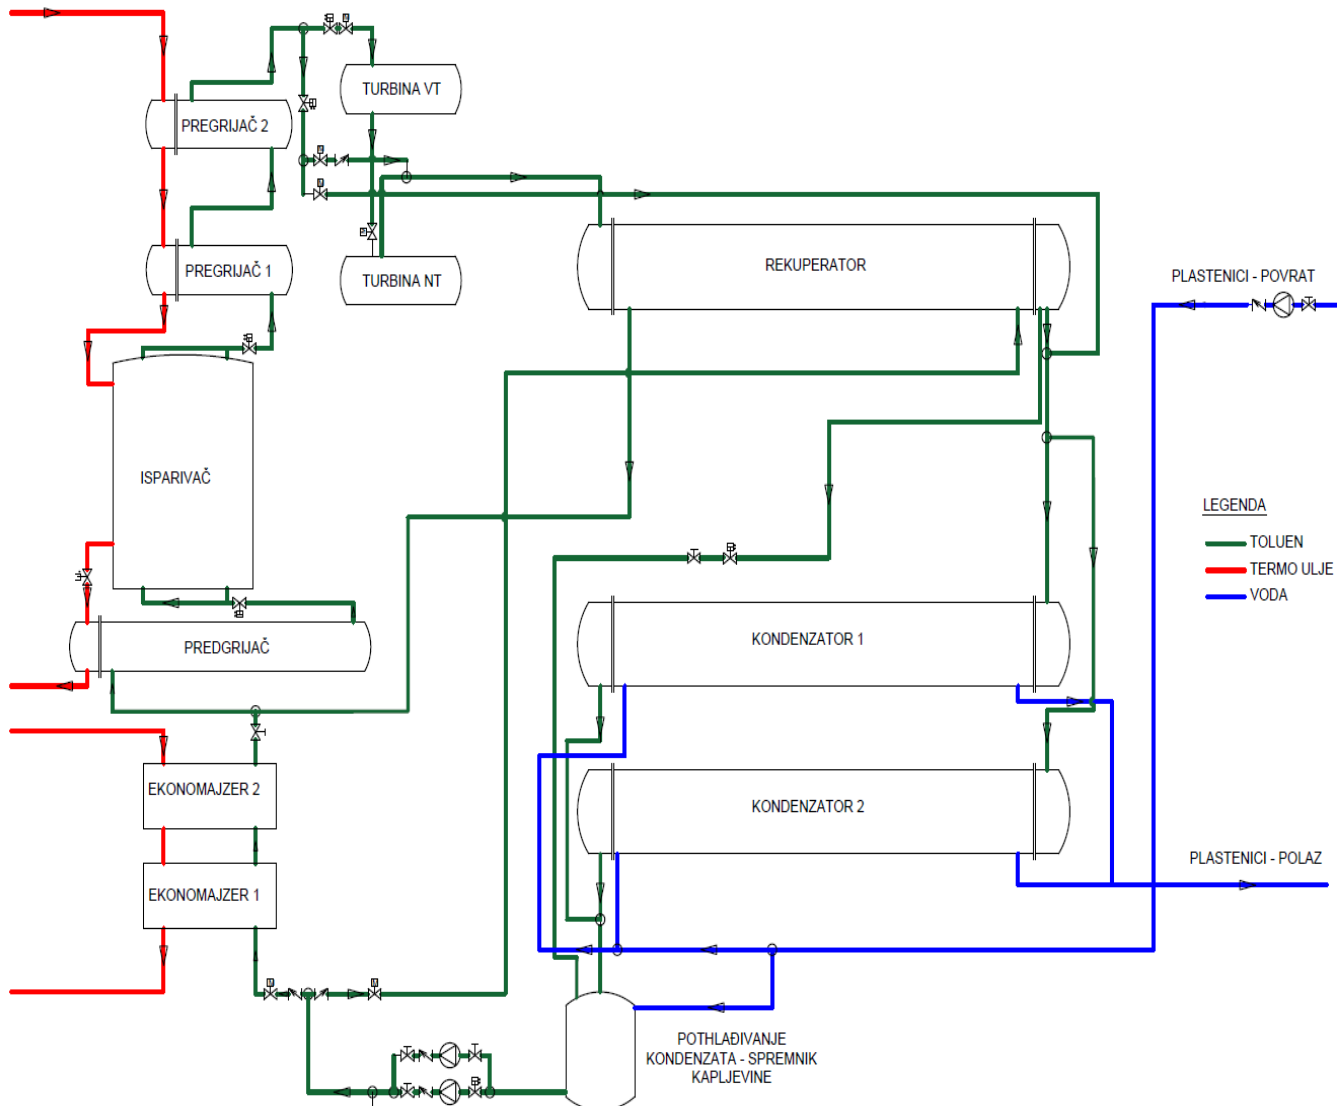 TURBINA VT
PREGRIJAČ 2
PREGRIJAČ 1
TURBINA NT
REKUPERATOR
PLASTENICI - POVRAT
ISPARIVAČ
LEGENDA
TOLUEN
TERMO ULJE
VODA
PREDGRIJAČ
KONDENZATOR 1
EKONOMAJZER 2
KONDENZATOR 2
PLASTENICI - POLAZ
EKONOMAJZER 1
POTHLAĐIVANJE
KONDENZATA - SPREMNIK
KAPLJEVINE